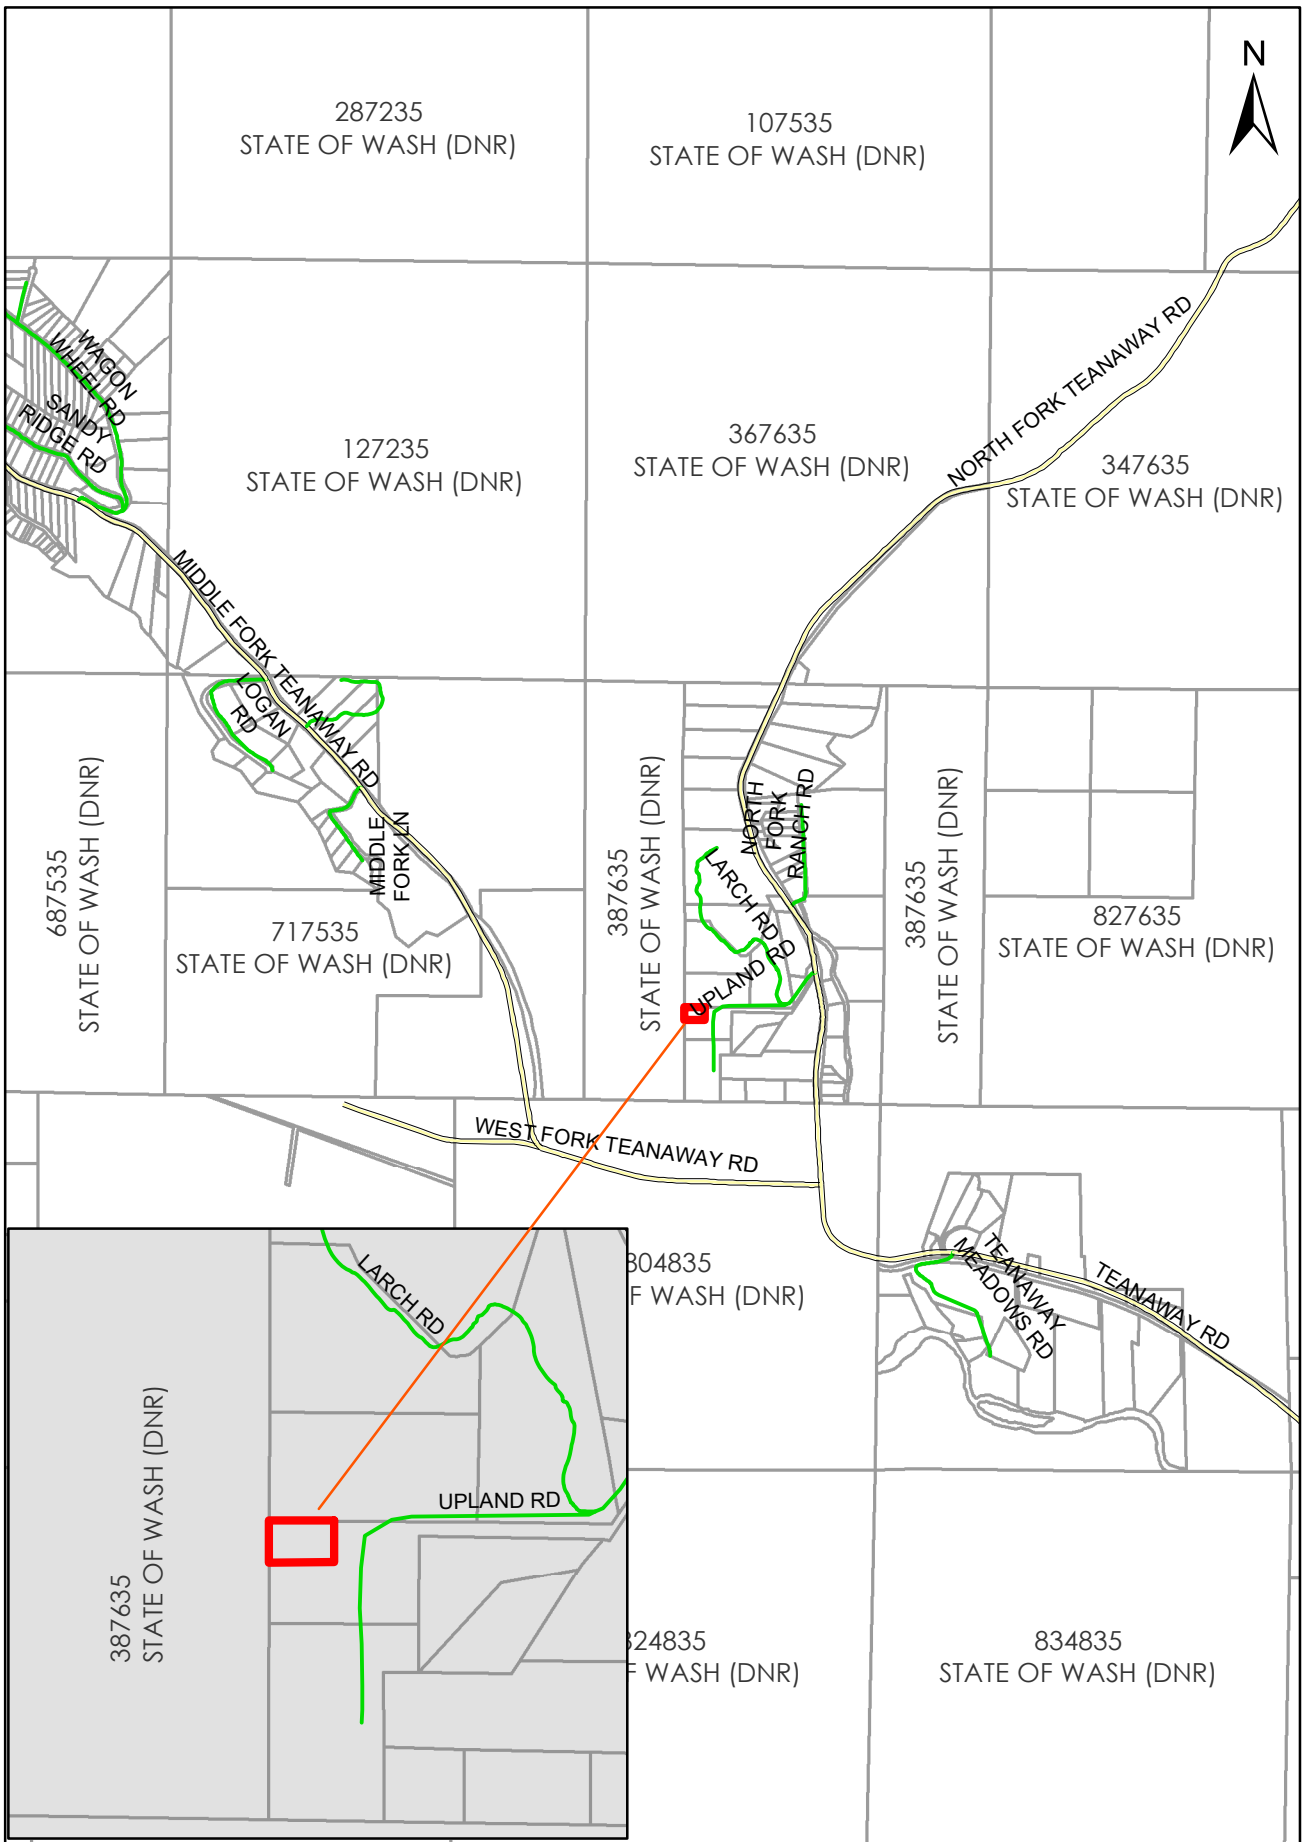 N
287235
STATE OF WASH (DNR)
107535
STATE OF WASH (DNR)
WAGON
WHEEL RD
SANDY
RIDGE RD
127235
STATE OF WASH (DNR)
367635
STATE OF WASH (DNR)
NORTH FORK TEANAWAY RD
347635
STATE OF WASH (DNR)
MIDDLE FORK TEANAWAY RD
LOGAN
RD
MIDDLE
FORK LN
687535
STATE OF WASH (DNR)
717535
STATE OF WASH (DNR)
387635
STATE OF WASH (DNR)
NORTH
FORK
RANCH RD
LARCH RD
UPLAND RD
387635
STATE OF WASH (DNR)
827635
STATE OF WASH (DNR)
WEST FORK TEANAWAY RD
304835
F WASH (DNR)
TEANAWAY
MEADOWS RD
TEANAWAY RD
LARCH RD
UPLAND RD
387635
STATE OF WASH (DNR)
24835
F WASH (DNR)
834835
STATE OF WASH (DNR)